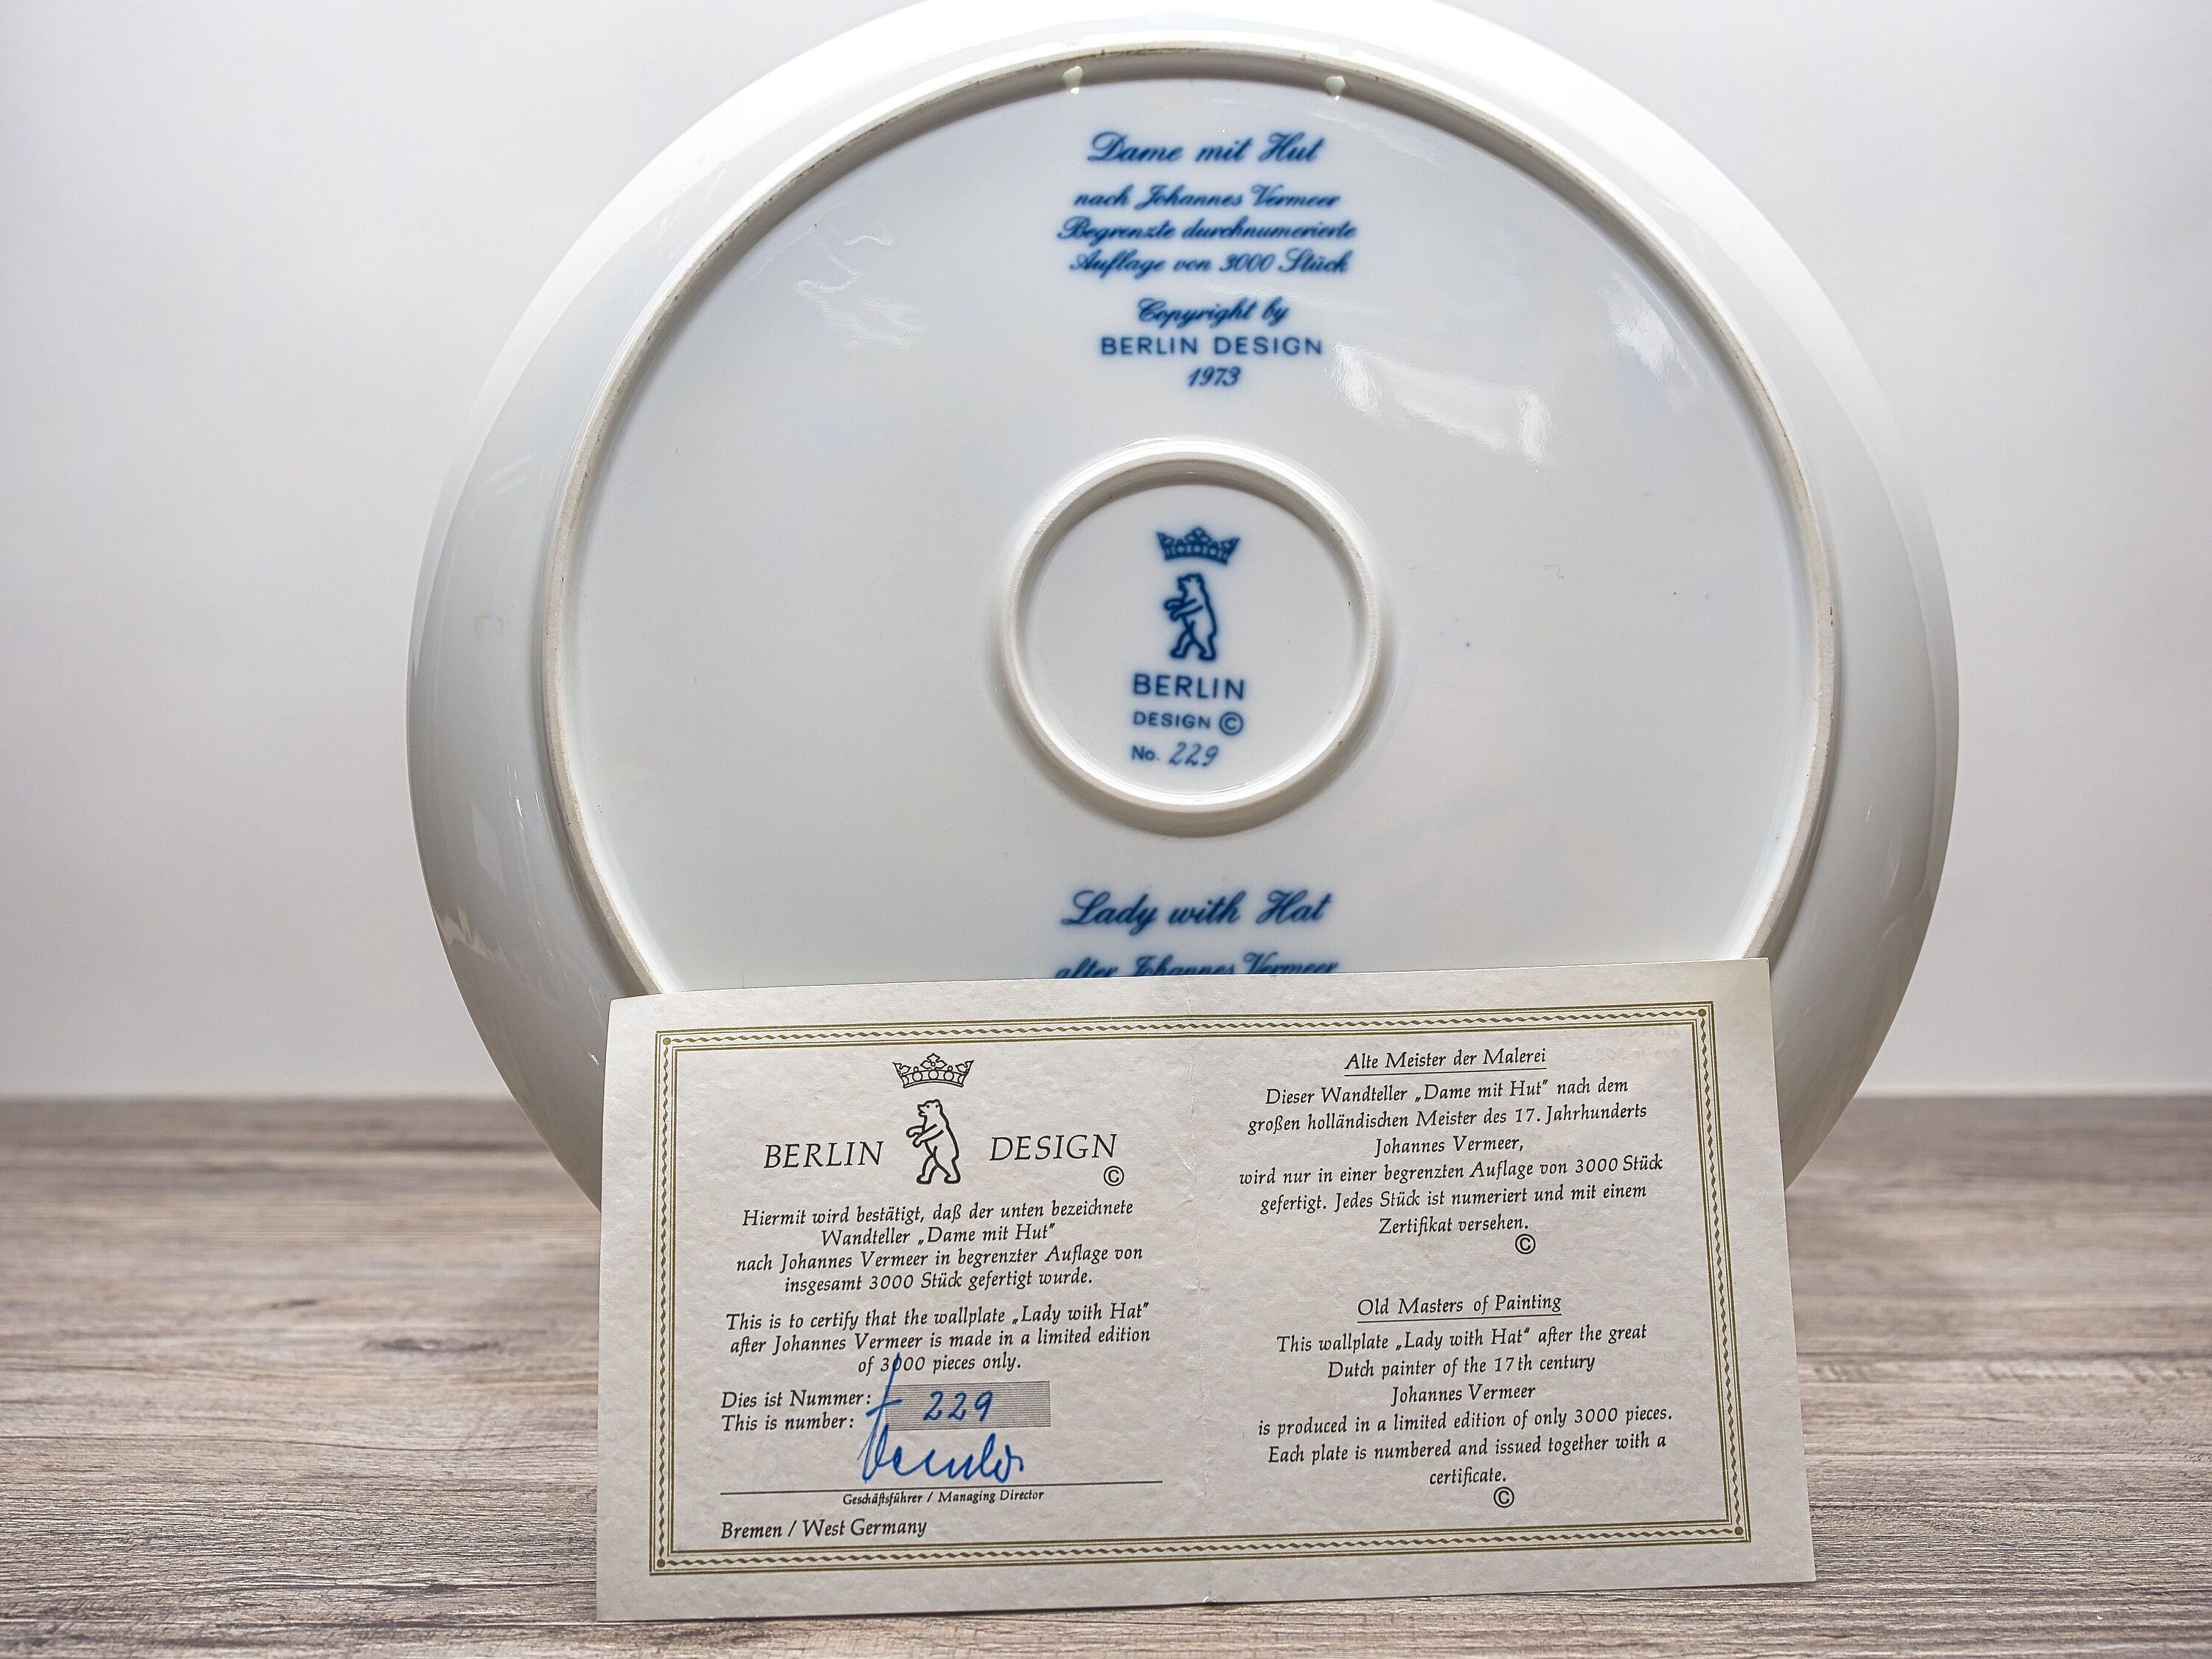 Dame mit Hut
nach Johannes Vermeer
Begrenzte durchnumerierte
Auflage von 3000 Stück
Copyright by
BERLIN DESIGN
1973
BERLIN
DESIGN ©
No. 229
Lady with Hat
after Johannes Vermeer
BERLIN DESIGN
©
Hiermit wird bestätigt, daß der unten bezeichnete
Wandteller „Dame mit Hut”
nach Johannes Vermeer in begrenzter Auflage von
insgesamt 3000 Stück gefertigt wurde.
This is to certify that the wallplate „Lady with Hat”
after Johannes Vermeer is made in a limited edition
of 3000 pieces only.
Dies ist Nummer: 229
This is number:
Geschäftsführer / Managing Director
Bremen / West Germany
Alte Meister der Malerei
Dieser Wandteller „Dame mit Hut” nach dem
großen holländischen Meister des 17. Jahrhunderts
Johannes Vermeer,
wird nur in einer begrenzten Auflage von 3000 Stück
gefertigt. Jedes Stück ist numeriert und mit einem
Zertifikat versehen.
©
Old Masters of Painting
This wallplate „Lady with Hat” after the great
Dutch painter of the 17th century
Johannes Vermeer
is produced in a limited edition of only 3000 pieces.
Each plate is numbered and issued together with a
certificate.
©